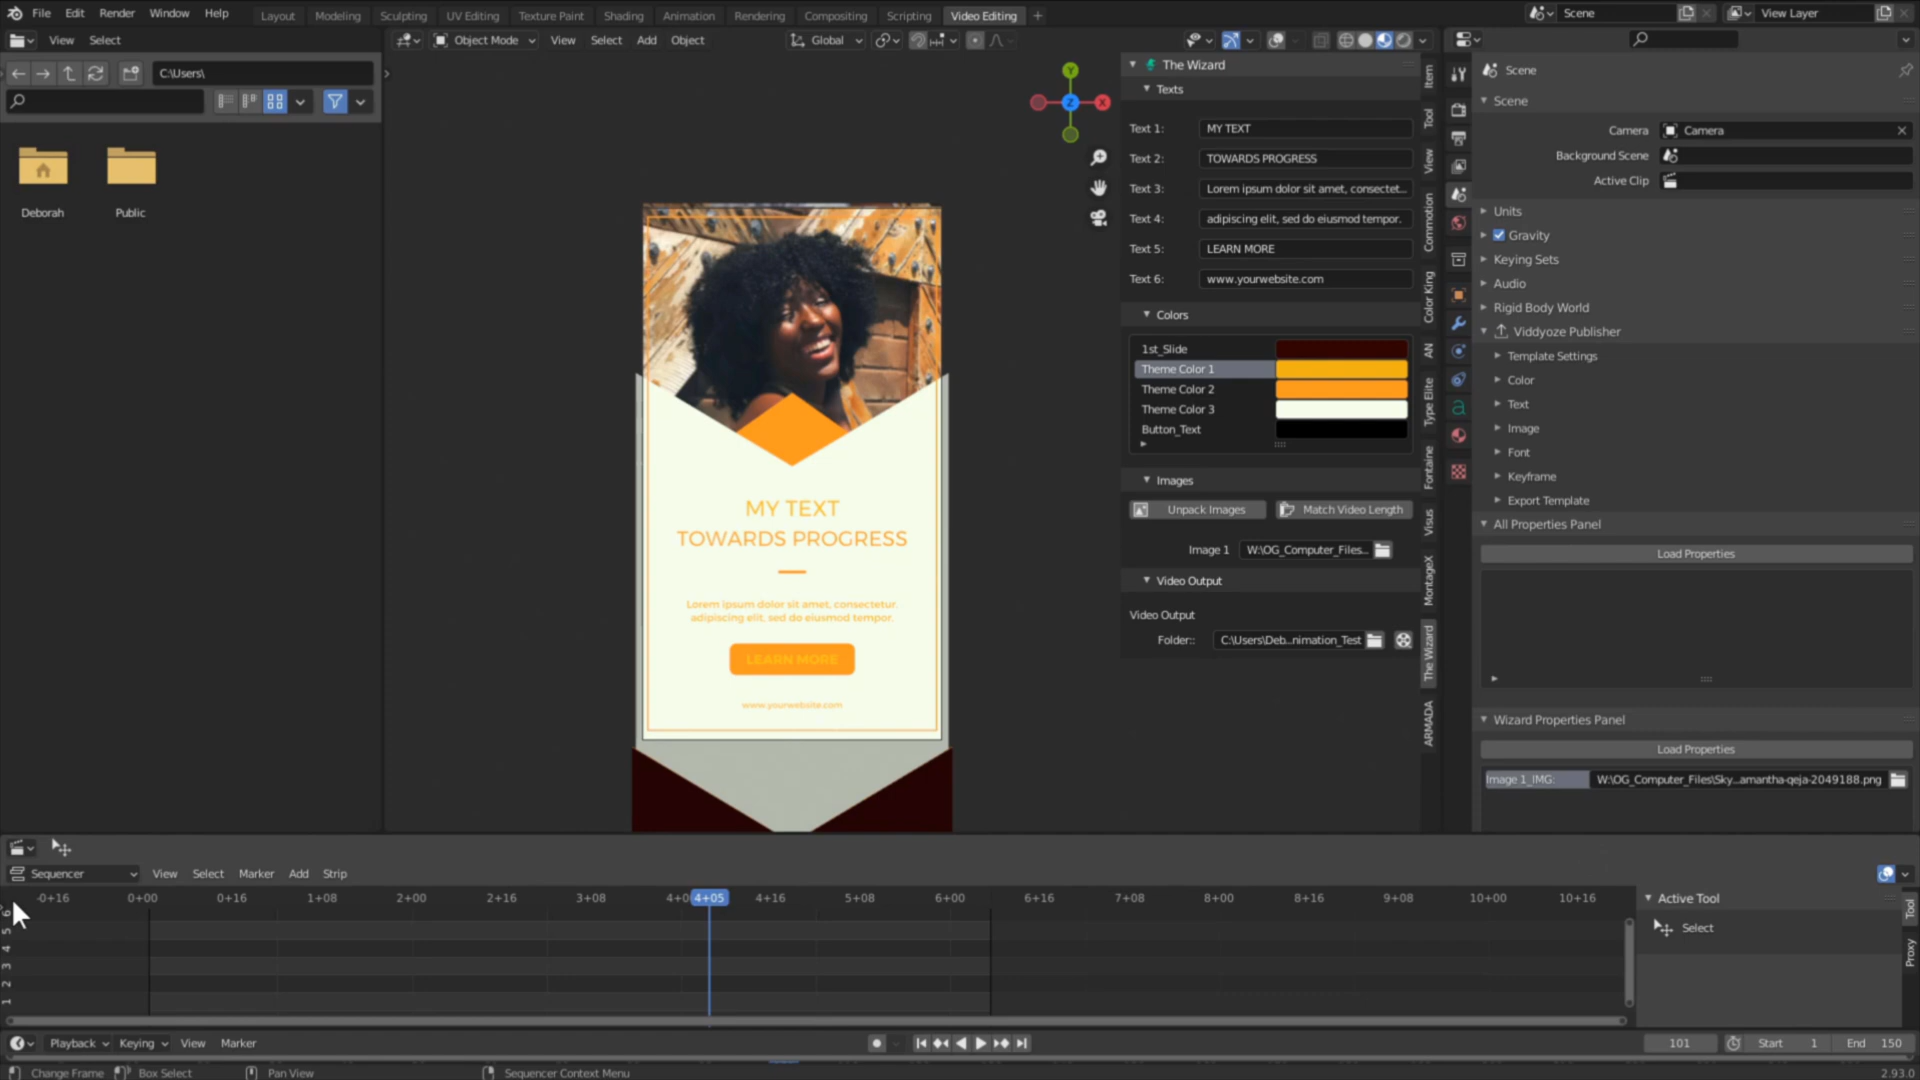 File Edit Render Window Help
Layout Modeling Sculpting UV Editing Texture Paint Shading Animation Rendering Compositing Scripting Video Editing +
Scene
View Layer
View Select
Object Mode View Select Add Object
Global
C:\Users\
Deborah
Public
Y
Z
X
The Wizard
Texts
Text 1: MY TEXT
Text 2: TOWARDS PROGRESS
Text 3: Lorem ipsum dolor sit amet, consectet...
Text 4: adipiscing elit, sed do eiusmod tempor.
Text 5: LEARN MORE
Text 6: www.yourwebsite.com
Colors
1st_Slide
Theme Color 1
Theme Color 2
Theme Color 3
Button_Text
Images
Unpack Images
Match Video Length
Image 1 W:\OG_Computer_Files...
Video Output
Video Output
Folder:: C:\Users\Deb...nimation_Test
Item
Tool
View
Commotion
Color King
AN
Type Elite
Fontaine
Visus
MontageX
The Wizard
ARMADA
MY TEXT
TOWARDS PROGRESS
Lorem ipsum dolor sit amet, consectetur.
adipiscing elit, sed do eiusmod tempor.
LEARN MORE
www.yourwebsite.com
Scene
Scene
Camera Camera
Background Scene
Active Clip
Units
Gravity
Keying Sets
Audio
Rigid Body World
Viddyoze Publisher
Template Settings
Color
Text
Image
Font
Keyframe
Export Template
All Properties Panel
Load Properties
Wizard Properties Panel
Load Properties
Image 1_IMG: W:\OG_Computer_Files\Sky...amantha-qeja-2049188.png
Sequencer View Select Marker Add Strip
-0+16 0+00 0+16 1+08 2+00 2+16 3+08 4+0 4+05 4+16 5+08 6+00 6+16 7+08 8+00 8+16 9+08 10+00 10+16
6
5
4
3
2
1
Active Tool
Select
Tool
Proxy
Playback Keying View Marker
101 Start 1 End 150
Change Frame Box Select Pan View Sequencer Context Menu 2.93.0